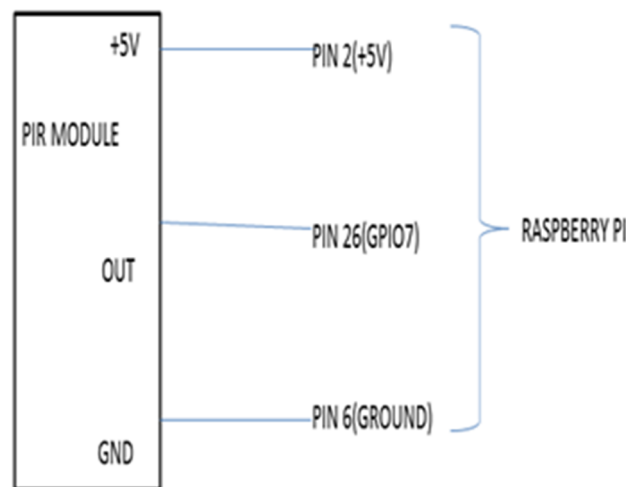 +5V
PIN 2(+5V)
PIR MODULE
PIN 26(GPIO7)
RASPBERRY PI
OUT
PIN 6(GROUND)
GND